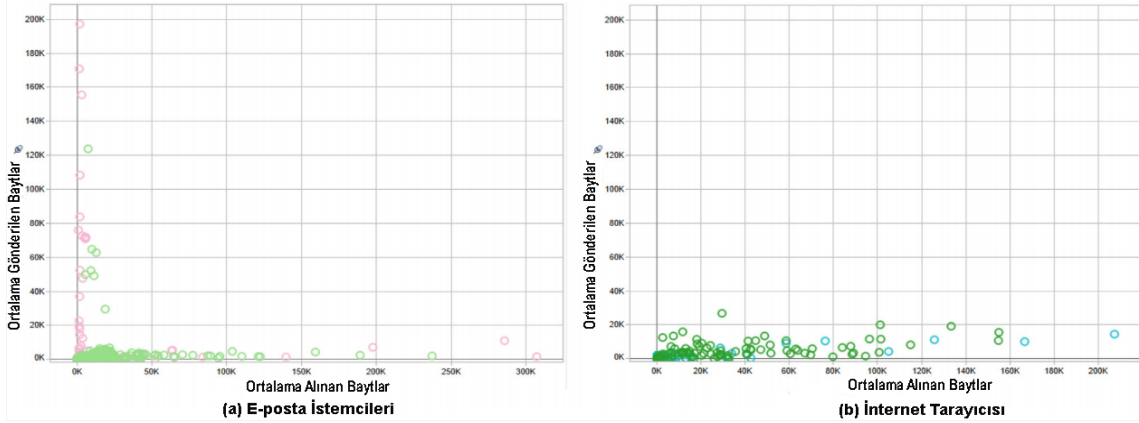 200K
180K
160K
140K
120K
100K
80K
60K
40K
20K
0K
Ortalama Gönderilen Baytlar
0K 50K 100K 150K 200K 250K 300K
Ortalama Alınan Baytlar
(a) E-posta İstemcileri
200K
180K
160K
140K
120K
100K
80K
60K
40K
20K
0K
Ortalama Gönderilen Baytlar
0K 20K 40K 60K 80K 100K 120K 140K 160K 180K 200K
Ortalama Alınan Baytlar
(b) İnternet Tarayıcısı